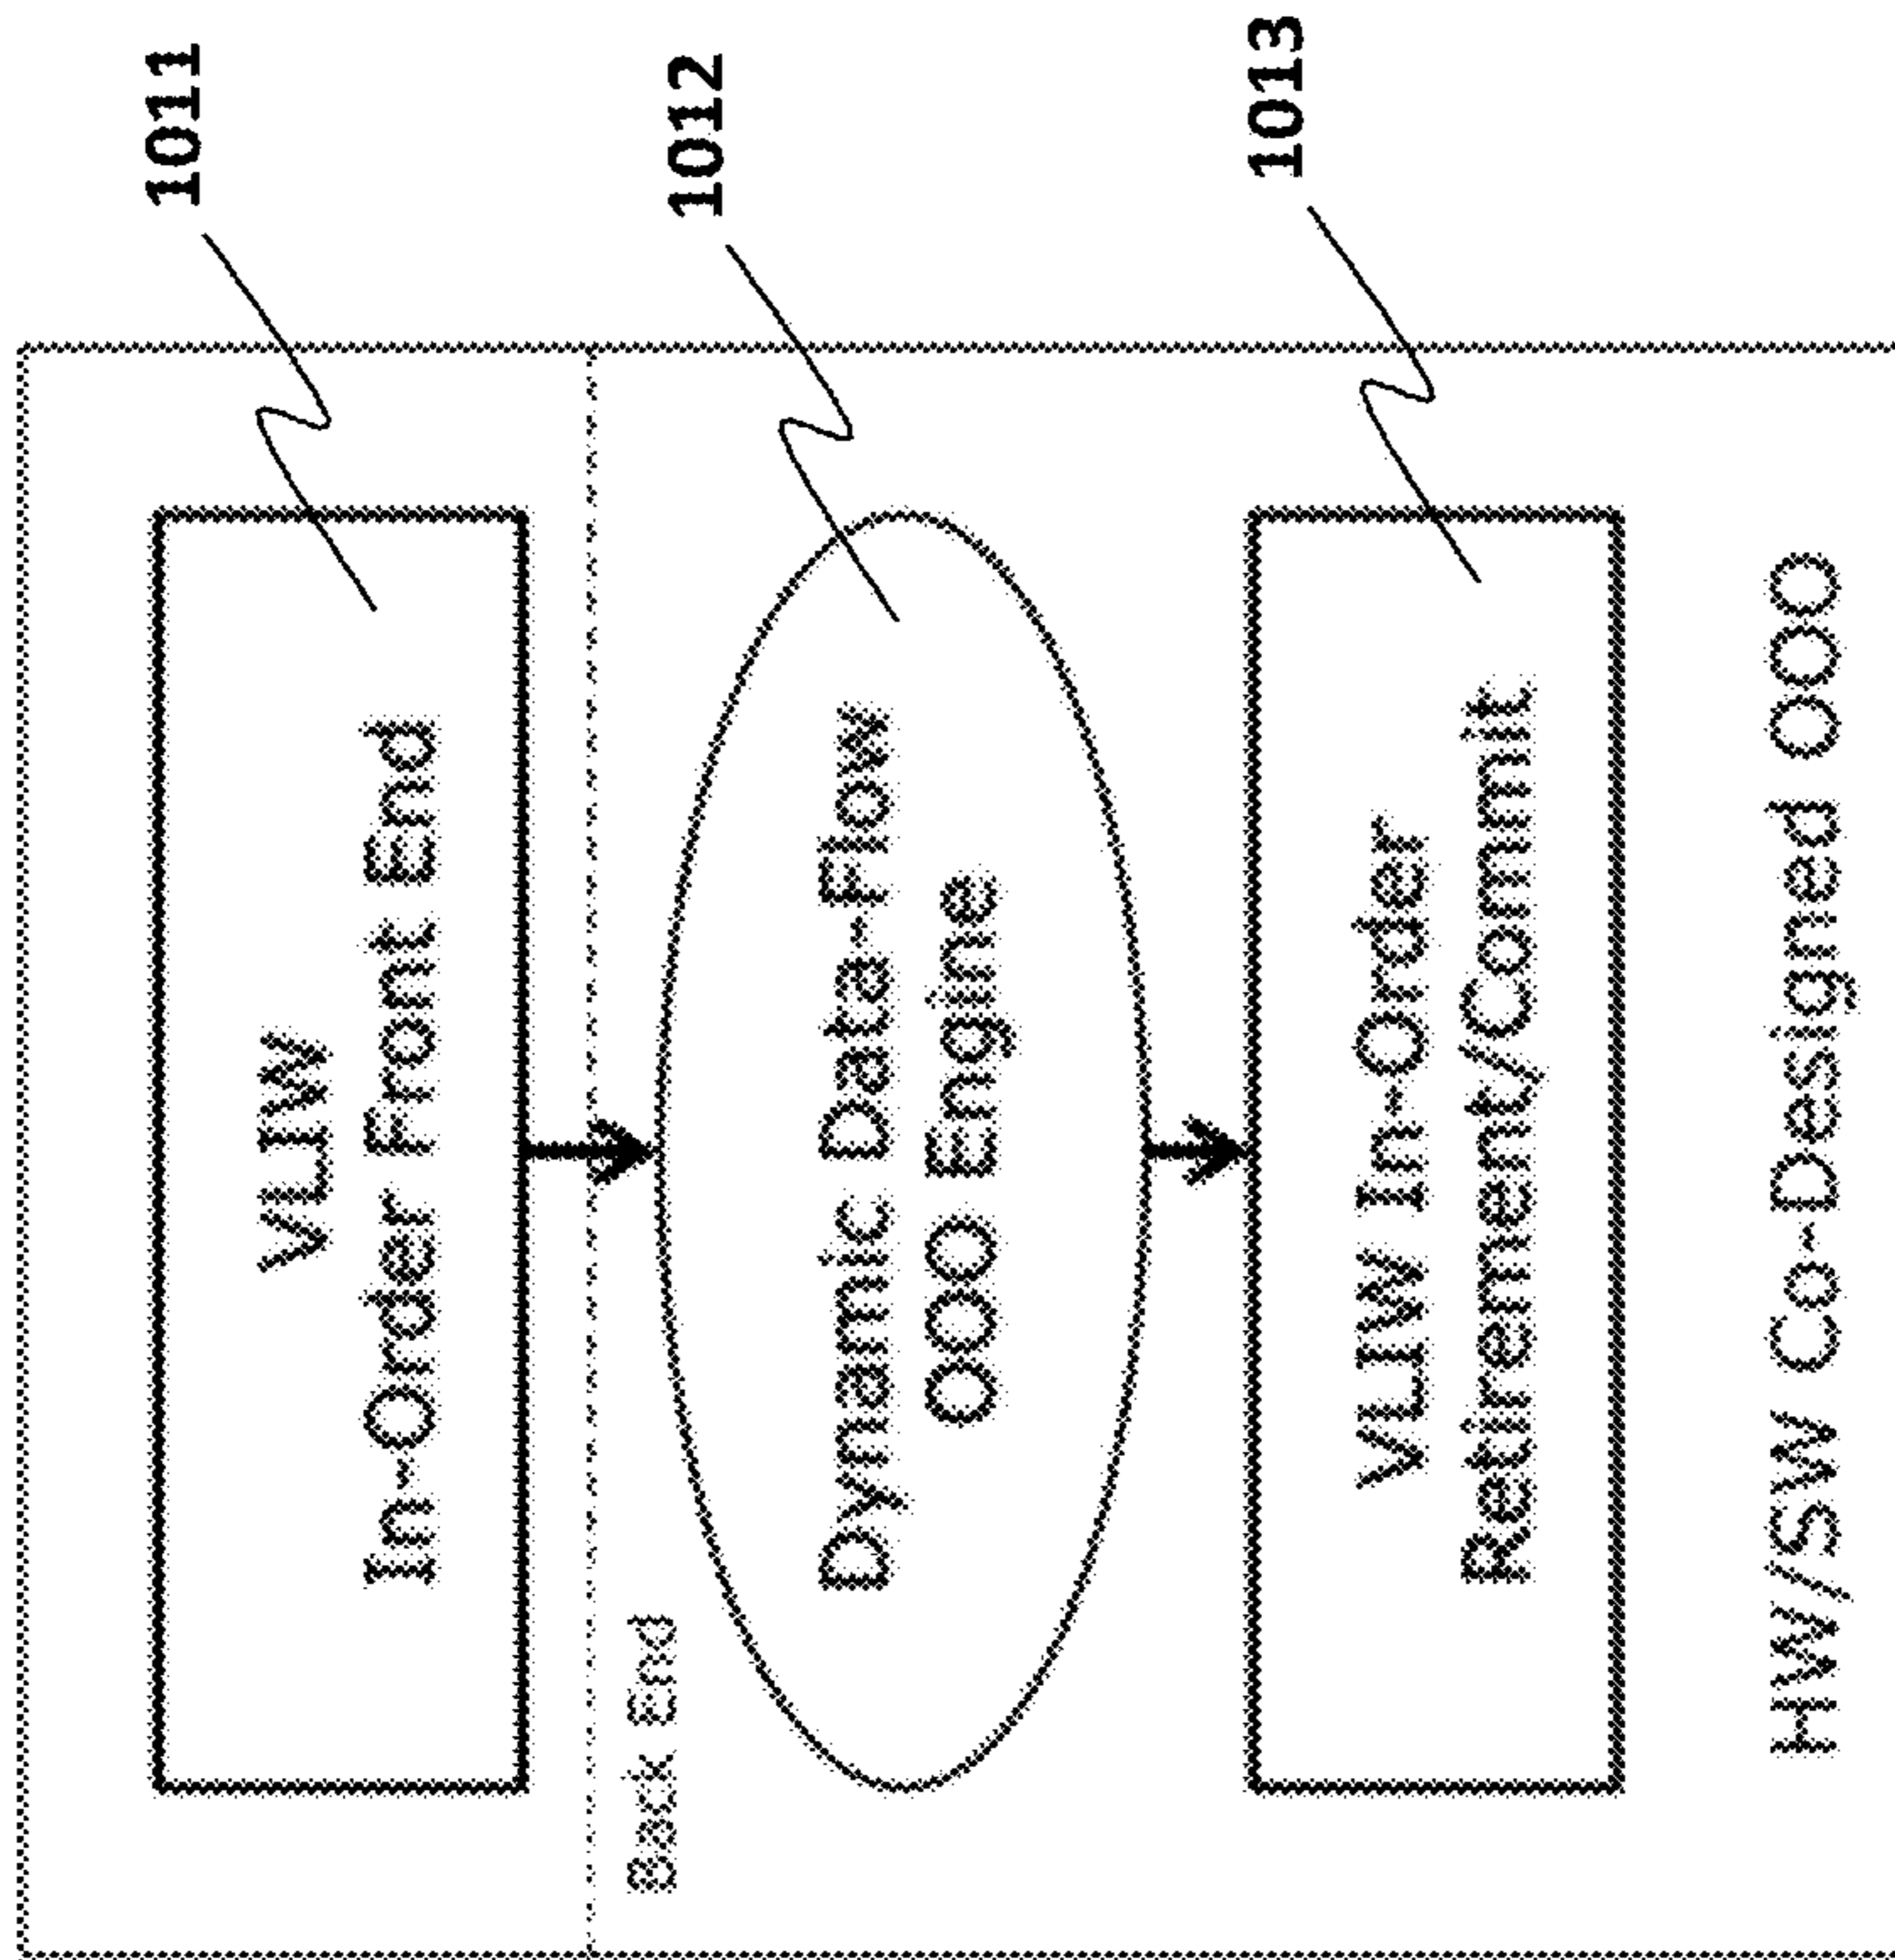 1011
VLIW
In-Order Front End
Back End
1012
Dynamic Data-Flow
OOO Engine
1013
VLIW In-Order
Retirement/Commit
HW/SW Co-Designed OOO